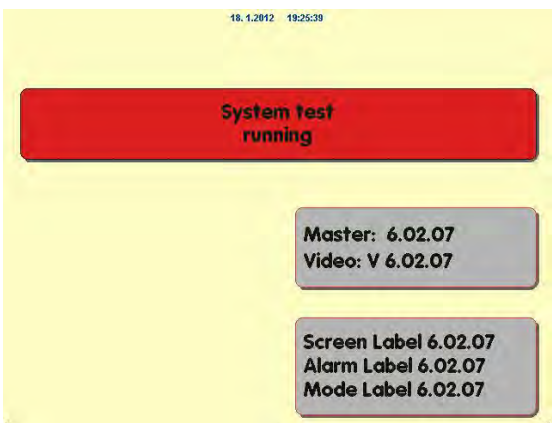 18. 1.2012 19:25:39
System test
running
Master: 6.02.07
Video: V 6.02.07
Screen Label 6.02.07
Alarm Label 6.02.07
Mode Label 6.02.07